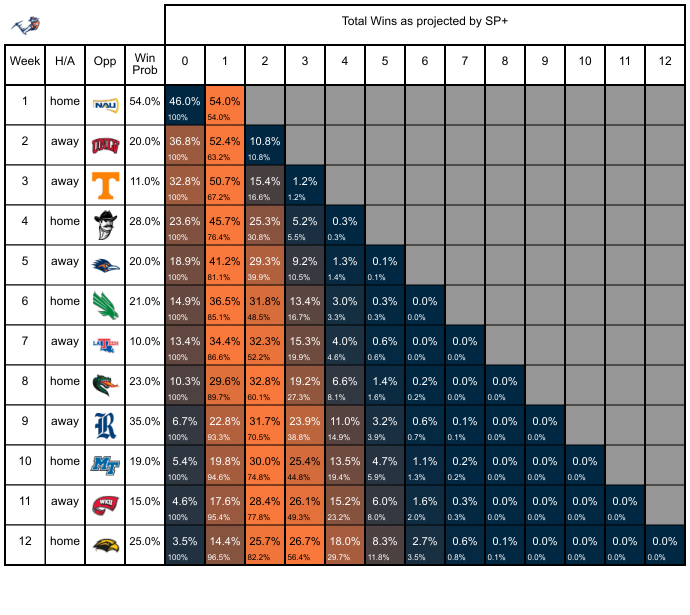 Total Wins as projected by SP+
Week H/A Opp Win Prob 0 1 2 3 4 5 6 7 8 9 10 11 12
1 home NAU 54.0% 46.0% 54.0%
100% 54.0%
2 away UNLV 20.0% 36.8% 52.4% 10.8%
100% 63.2% 10.8%
3 away T 11.0% 32.8% 50.7% 15.4% 1.2%
100% 67.2% 16.6% 1.2%
4 home 28.0% 23.6% 45.7% 25.3% 5.2% 0.3%
100% 76.4% 30.8% 5.5% 0.3%
5 away 20.0% 18.9% 41.2% 29.3% 9.2% 1.3% 0.1%
100% 81.1% 39.9% 10.5% 1.4% 0.1%
6 home 21.0% 14.9% 36.5% 31.8% 13.4% 3.0% 0.3% 0.0%
100% 85.1% 48.5% 16.7% 3.3% 0.3% 0.0%
7 away LA TECH 10.0% 13.4% 34.4% 32.3% 15.3% 4.0% 0.6% 0.0% 0.0%
100% 86.6% 52.2% 19.9% 4.6% 0.6% 0.0% 0.0%
8 home 23.0% 10.3% 29.6% 32.8% 19.2% 6.6% 1.4% 0.2% 0.0% 0.0%
100% 89.7% 60.1% 27.3% 8.1% 1.6% 0.2% 0.0% 0.0%
9 away R 35.0% 6.7% 22.8% 31.7% 23.9% 11.0% 3.2% 0.6% 0.1% 0.0% 0.0%
100% 93.3% 70.5% 38.8% 14.9% 3.9% 0.7% 0.1% 0.0% 0.0%
10 home MT 19.0% 5.4% 19.8% 30.0% 25.4% 13.5% 4.7% 1.1% 0.2% 0.0% 0.0% 0.0%
100% 94.6% 74.8% 44.8% 19.4% 5.9% 1.3% 0.2% 0.0% 0.0% 0.0%
11 away WKU 15.0% 4.6% 17.6% 28.4% 26.1% 15.2% 6.0% 1.6% 0.3% 0.0% 0.0% 0.0% 0.0%
100% 95.4% 77.8% 49.3% 23.2% 8.0% 2.0% 0.3% 0.0% 0.0% 0.0% 0.0%
12 home 25.0% 3.5% 14.4% 25.7% 26.7% 18.0% 8.3% 2.7% 0.6% 0.1% 0.0% 0.0% 0.0% 0.0%
100% 96.5% 82.2% 56.4% 29.7% 11.8% 3.5% 0.8% 0.1% 0.0% 0.0% 0.0% 0.0%